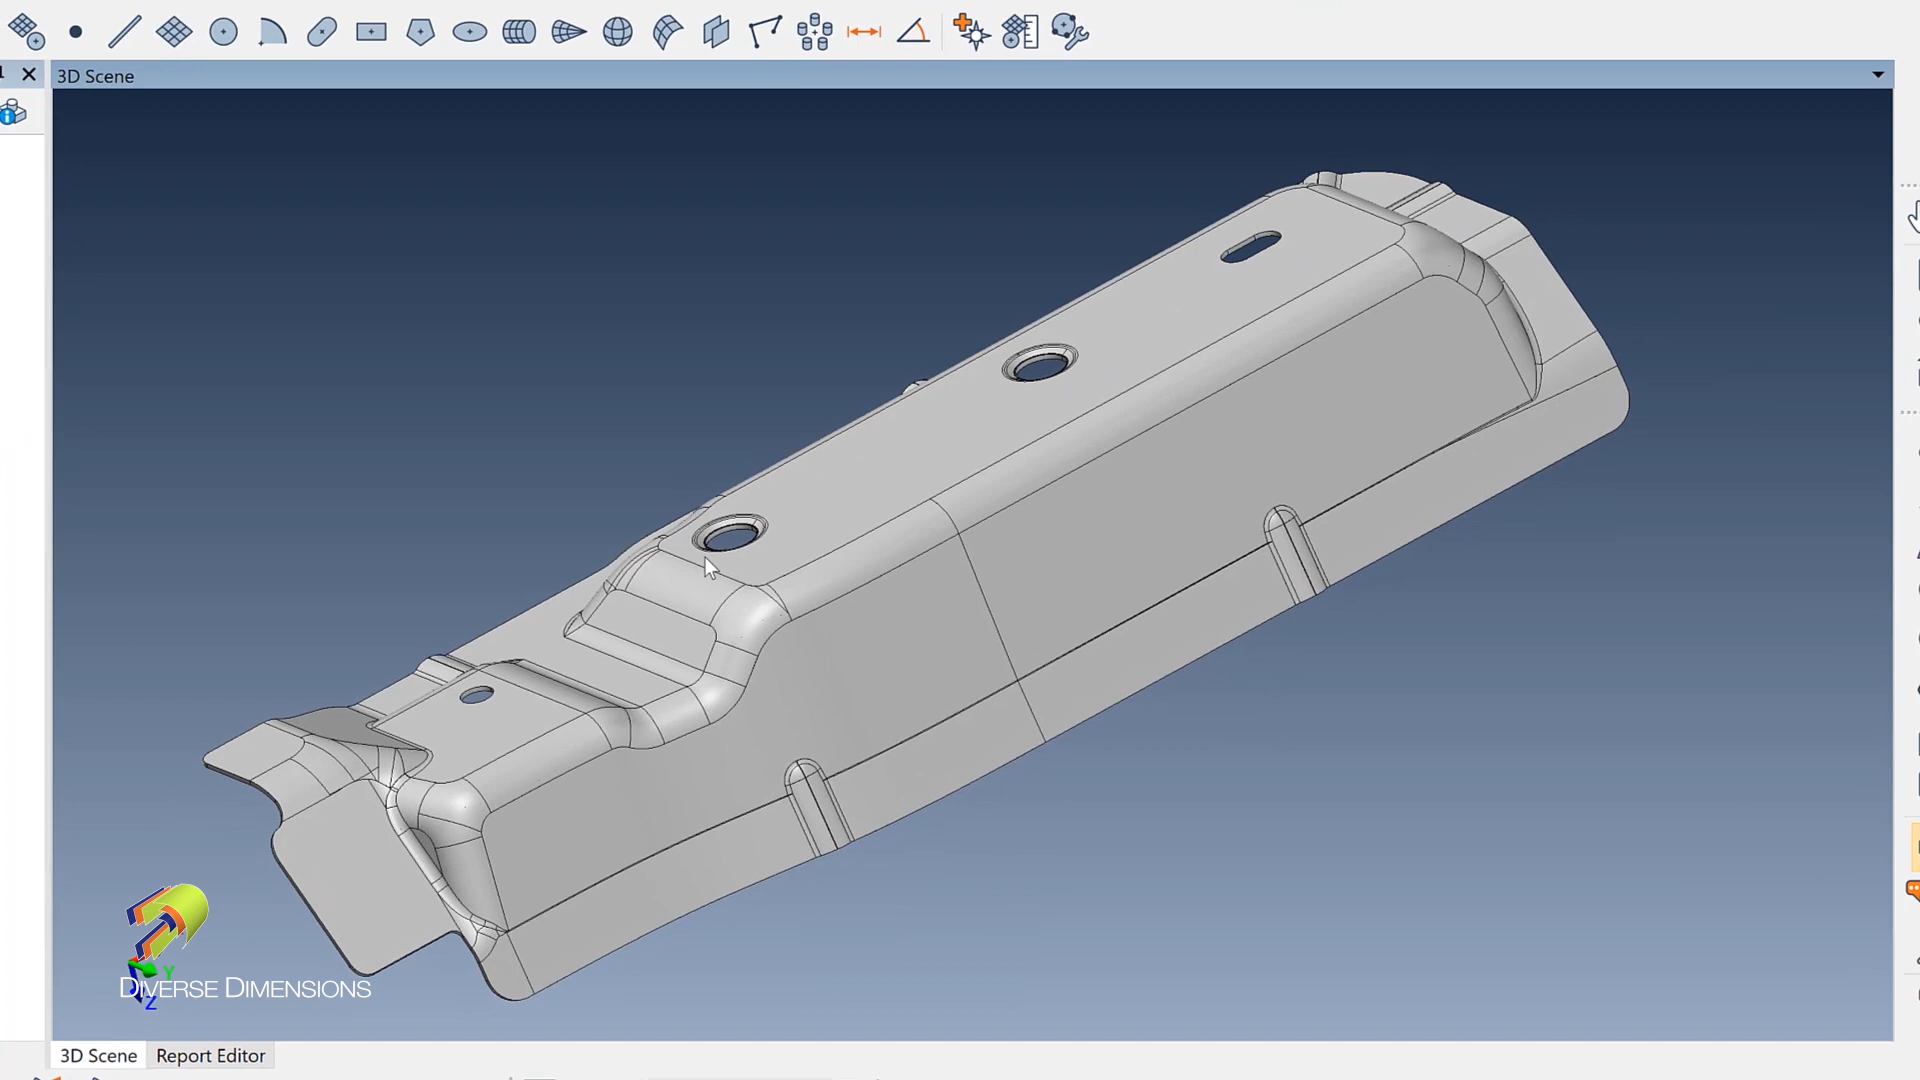 3D Scene
Y
DIVERSE DIMENSIONS
Z
3D Scene
Report Editor